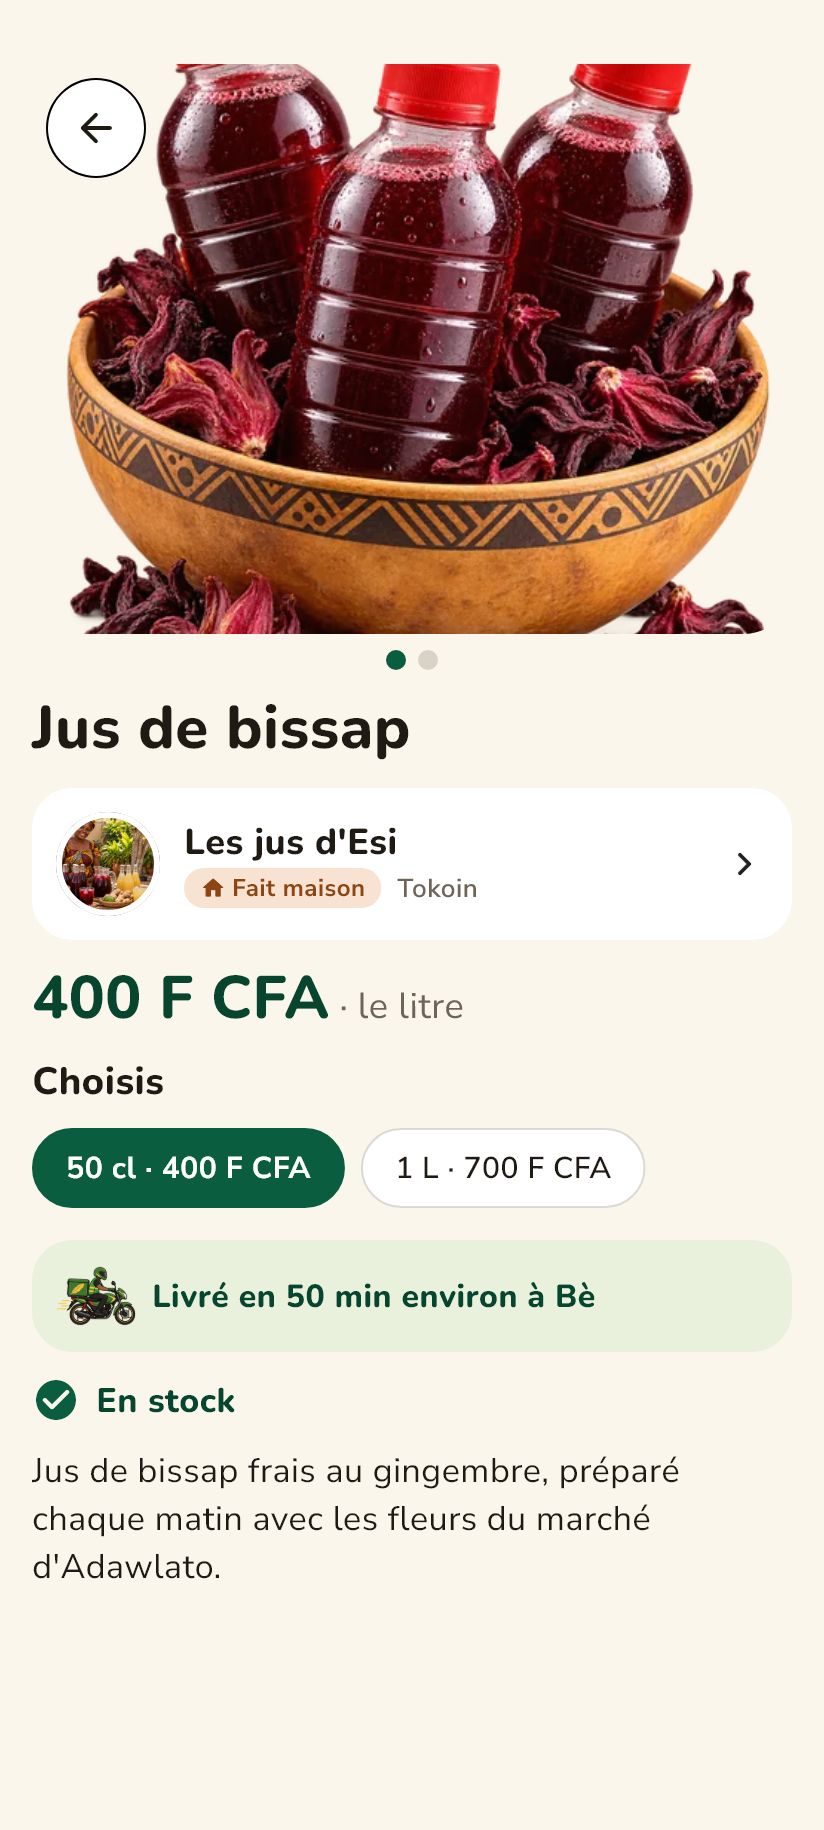 Jus de bissap
Les jus d'Esi
Fait maison Tokoin
400 F CFA · le litre
Choisis
50 cl · 400 F CFA 1 L · 700 F CFA
Livré en 50 min environ à Bè
En stock
Jus de bissap frais au gingembre, préparé
chaque matin avec les fleurs du marché
d'Adawlato.